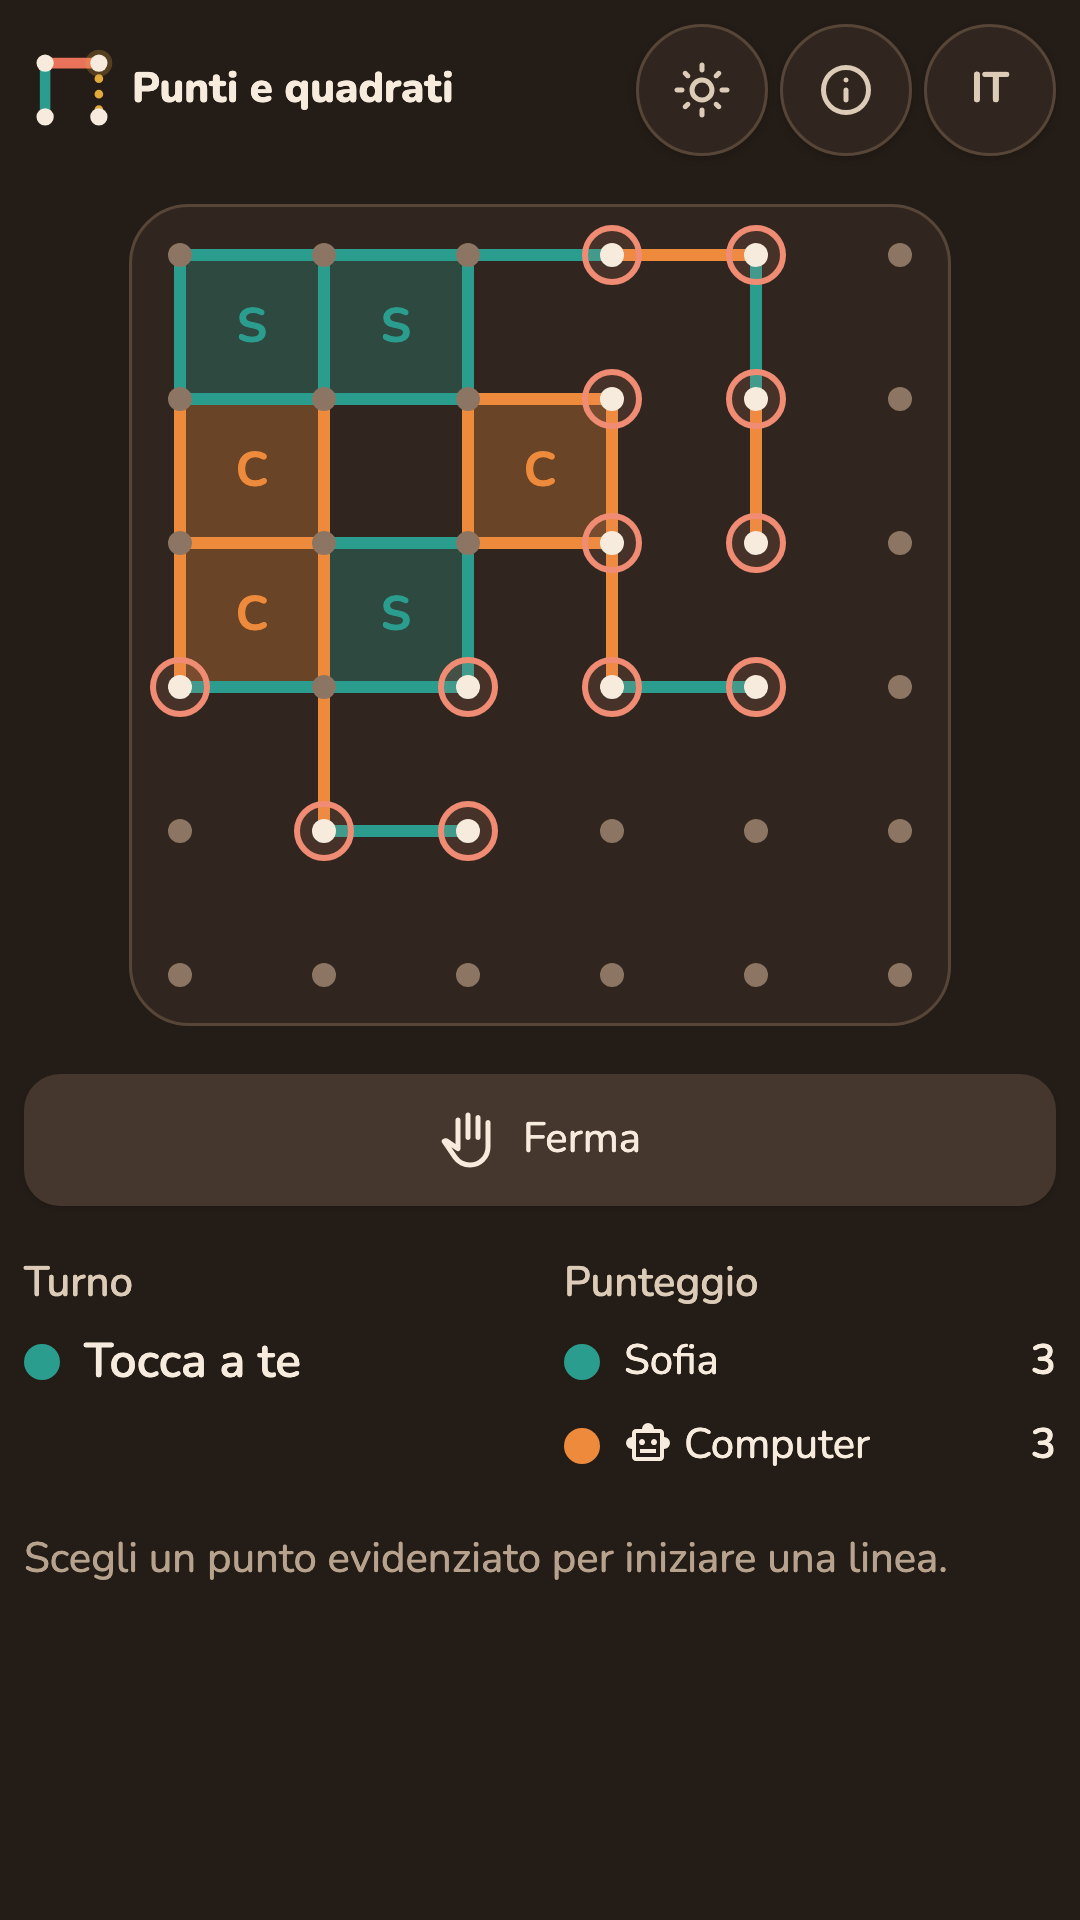 Punti e quadrati
IT
S S
C C
C S
Ferma
Turno
Tocca a te
Punteggio
Sofia 3
Computer 3
Scegli un punto evidenziato per iniziare una linea.